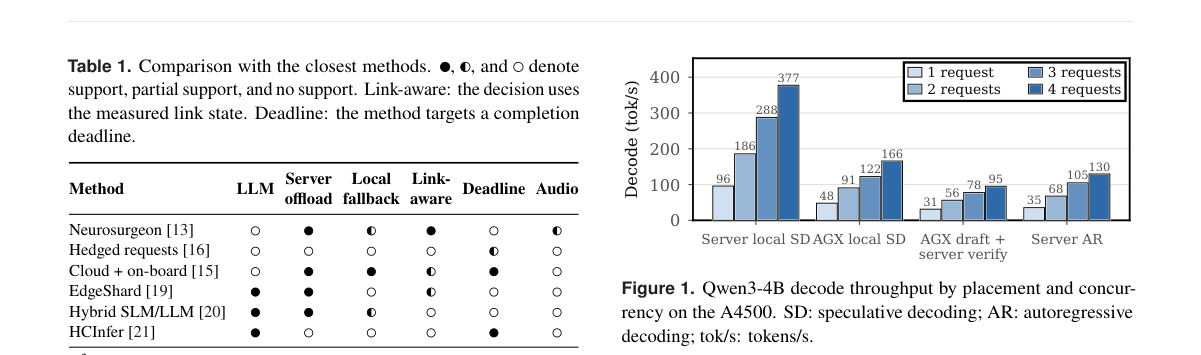 Table 1. Comparison with the closest methods. ●, ◐, and ○ denote
support, partial support, and no support. Link-aware: the decision uses
the measured link state. Deadline: the method targets a completion
deadline.
Method LLM Server offload Local fallback Link-aware Deadline Audio
Neurosurgeon [13] ○ ● ◐ ● ○ ◐
Hedged requests [16] ○ ○ ○ ○ ◐ ○
Cloud + on-board [15] ○ ● ● ◐ ● ○
EdgeShard [19] ● ● ○ ◐ ○ ○
Hybrid SLM/LLM [20] ● ● ◐ ○ ○ ○
HCInfer [21] ● ○ ○ ○ ● ○
Decode (tok/s)
400
300
200
100
0
1 request
2 requests
3 requests
4 requests
96 186 288 377
48 91 122 166
31 56 78 95
35 68 105 130
Server local SD
AGX local SD
AGX draft +
server verify
Server AR
Figure 1. Qwen3-4B decode throughput by placement and concur-
rency on the A4500. SD: speculative decoding; AR: autoregressive
decoding; tok/s: tokens/s.